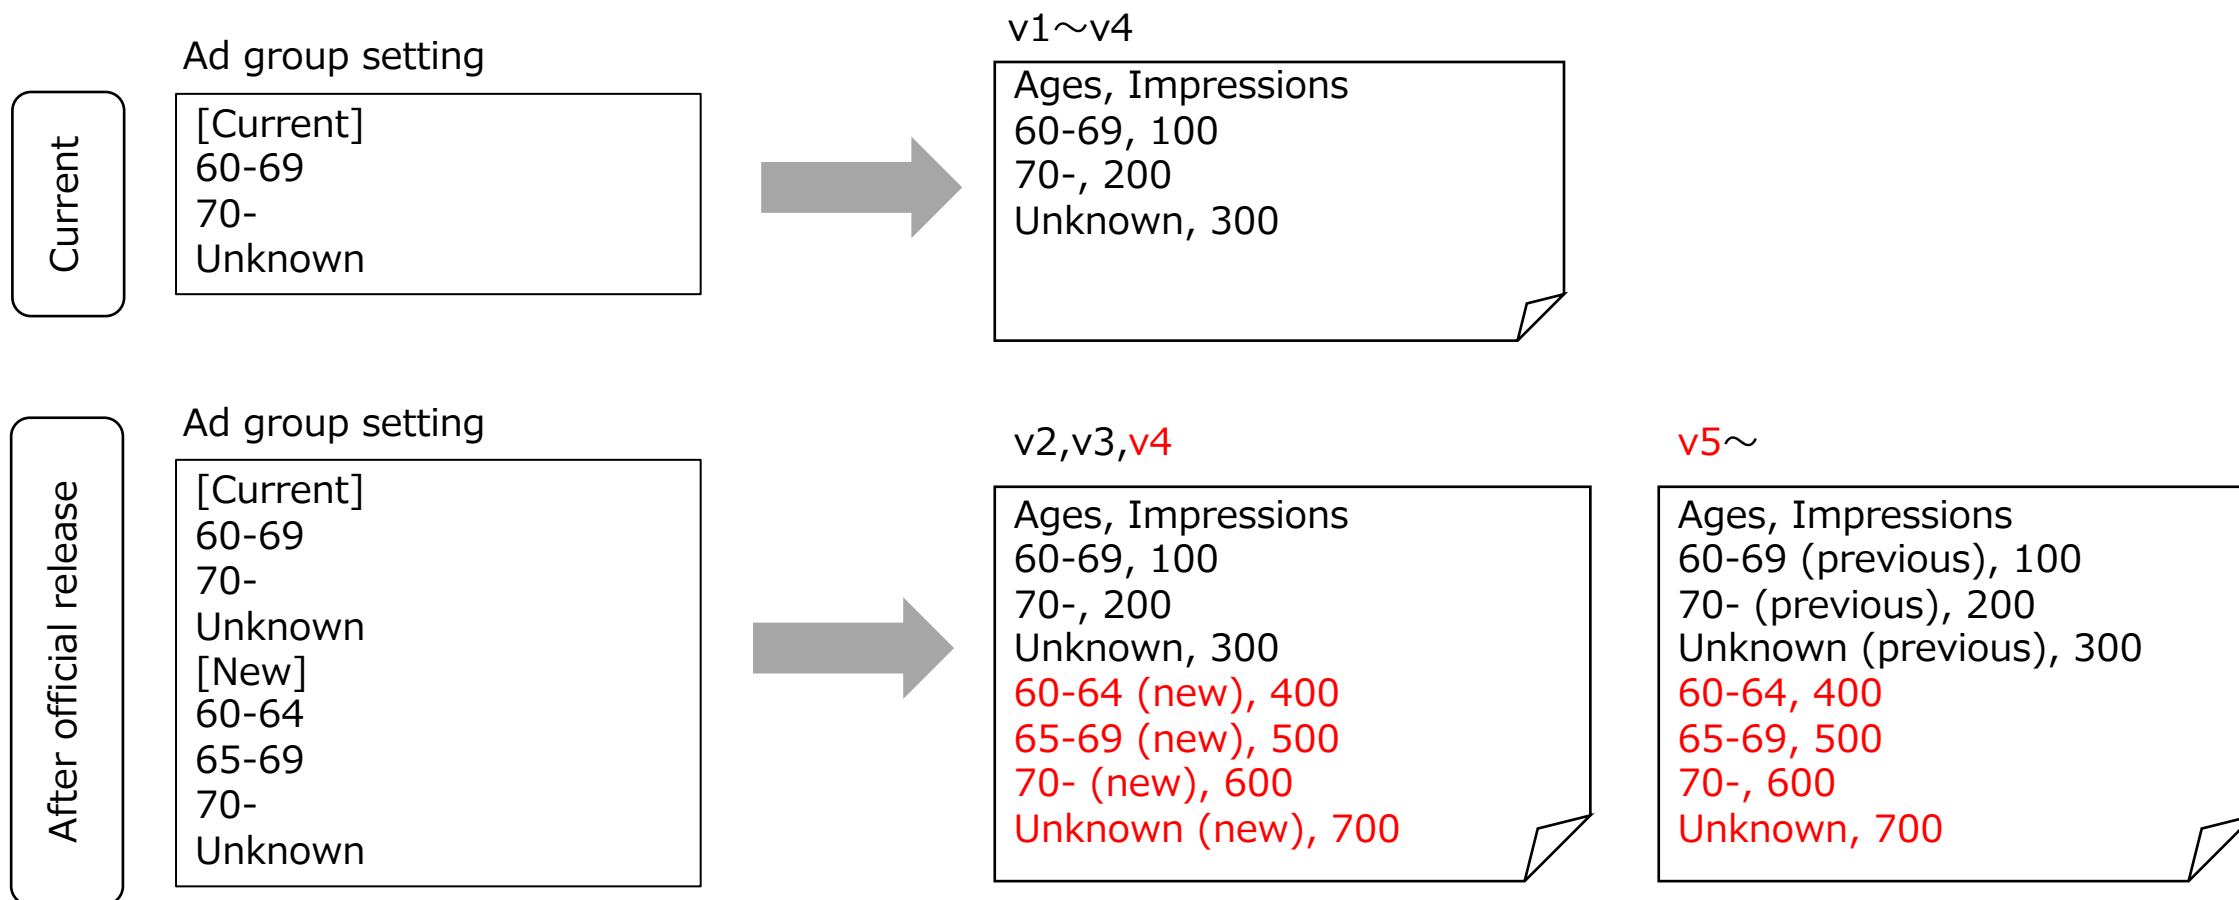 Current
Ad group setting
[Current]
60-69
70-
Unknown
v1～v4
Ages, Impressions
60-69, 100
70-, 200
Unknown, 300
After official release
Ad group setting
[Current]
60-69
70-
Unknown
[New]
60-64
65-69
70-
Unknown
v2,v3,v4
Ages, Impressions
60-69, 100
70-, 200
Unknown, 300
60-64 (new), 400
65-69 (new), 500
70- (new), 600
Unknown (new), 700
v5～
Ages, Impressions
60-69 (previous), 100
70- (previous), 200
Unknown (previous), 300
60-64, 400
65-69, 500
70-, 600
Unknown, 700